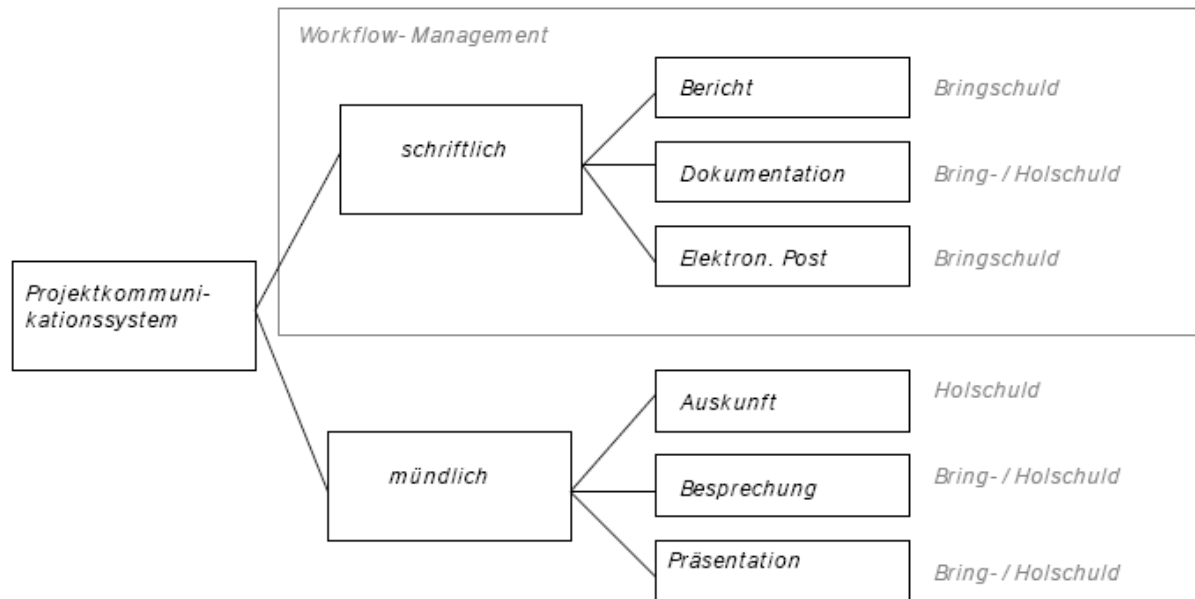 Workflow- Management
Bericht
Bringschuld
schriftlich
Dokumentation
Bring- / Holschuld
Elektron. Post
Bringschuld
Projektkommuni-
kationssystem
Auskunft
Holschuld
mündlich
Besprechung
Bring- / Holschuld
Präsentation
Bring- / Holschuld